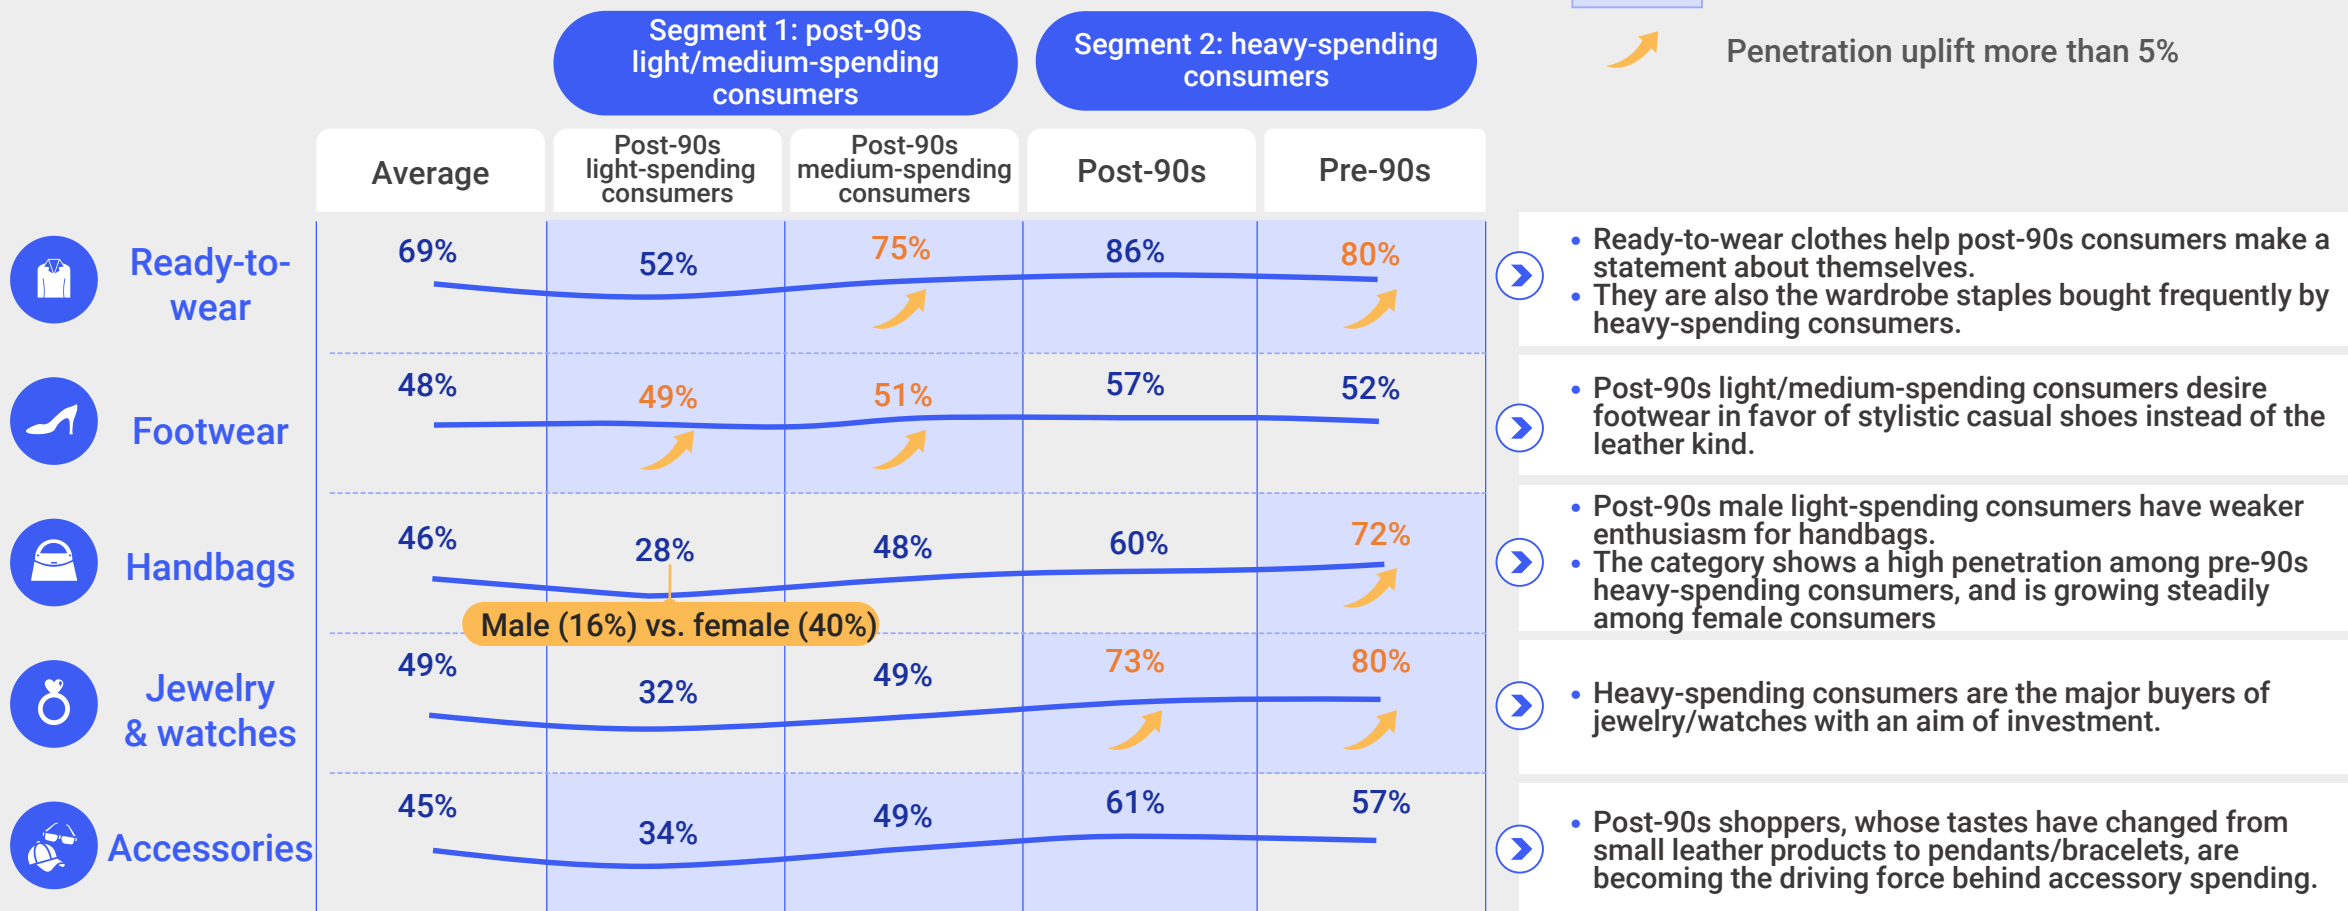 Segment 1: post-90s
light/medium-spending
consumers
Segment 2: heavy-spending
consumers
Penetration uplift more than 5%
Average
Post-90s
light-spending
consumers
Post-90s
medium-spending
consumers
Post-90s
Pre-90s
Ready-to-
wear
69%
52%
75%
86%
80%
• Ready-to-wear clothes help post-90s consumers make a
statement about themselves.
• They are also the wardrobe staples bought frequently by
heavy-spending consumers.
Footwear
48%
49%
51%
57%
52%
• Post-90s light/medium-spending consumers desire
footwear in favor of stylistic casual shoes instead of the
leather kind.
Handbags
46%
28%
48%
60%
72%
Male (16%) vs. female (40%)
• Post-90s male light-spending consumers have weaker
enthusiasm for handbags.
• The category shows a high penetration among pre-90s
heavy-spending consumers, and is growing steadily
among female consumers
Jewelry
& watches
49%
32%
49%
73%
80%
• Heavy-spending consumers are the major buyers of
jewelry/watches with an aim of investment.
Accessories
45%
34%
49%
61%
57%
• Post-90s shoppers, whose tastes have changed from
small leather products to pendants/bracelets, are
becoming the driving force behind accessory spending.